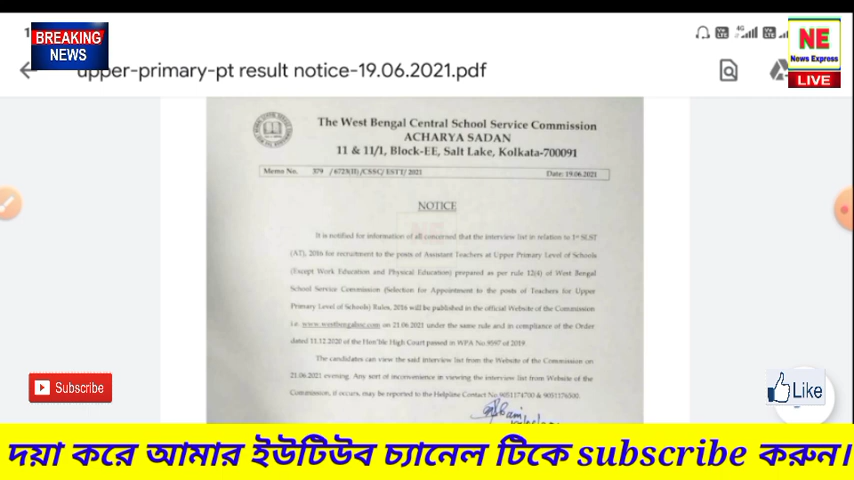 BREAKING
NEWS
4G
NE
News Express
LIVE
upper-primary-pt result notice-19.06.2021.pdf
The West Bengal Central School Service Commission
ACHARYA SADAN
11 & 11/1, Block-EE, Salt Lake, Kolkata-700091
Memo No. 379 /6725(II)/CSSC/ESTT/2021 Date: 19.06.2021
NOTICE
It is notified for information of all concerned that the interview list in relation to 1st SLST
(AT), 2016 for recruitment to the posts of Assistant Teachers at Upper Primary Level of Schools
(Except Work Education and Physical Education) prepared as per rule 12(4) of West Bengal
School Service Commission (Selection for Appointment to the posts of Teachers for Upper
Primary Level of Schools) Rules, 2016 will be published in the official Website of the Commission
i.e. www.westbengalssc.com on 21.06.2021 under the same rule and in compliance of the Order
dated 11.12.2020 of the Hon'ble High Court passed in WPA No.9597 of 2019.
The candidates can view the said interview list from the Website of the Commission on
21.06.2021 evening. Any sort of inconvenience in viewing the interview list from Website of the
Commission, if occurs, may be reported to the Helpline Contact No.9051174700 & 9051176500.
Subscribe
Like
দয়া করে আমার ইউটিউব চ্যানেল টিকে subscribe করুন।